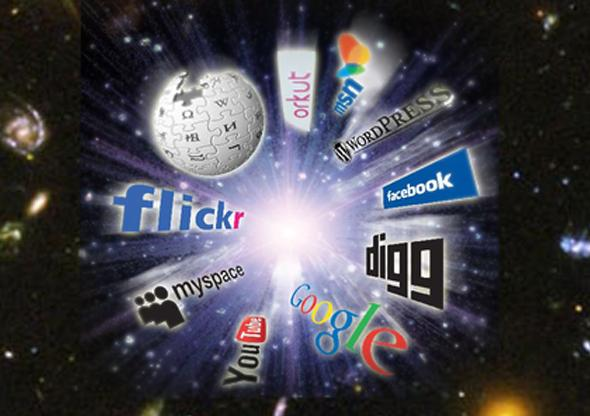 orkut
msn
WORDPRESS
facebook
flickr
digg
myspace
Google
YouTube
W
Ω
W
И